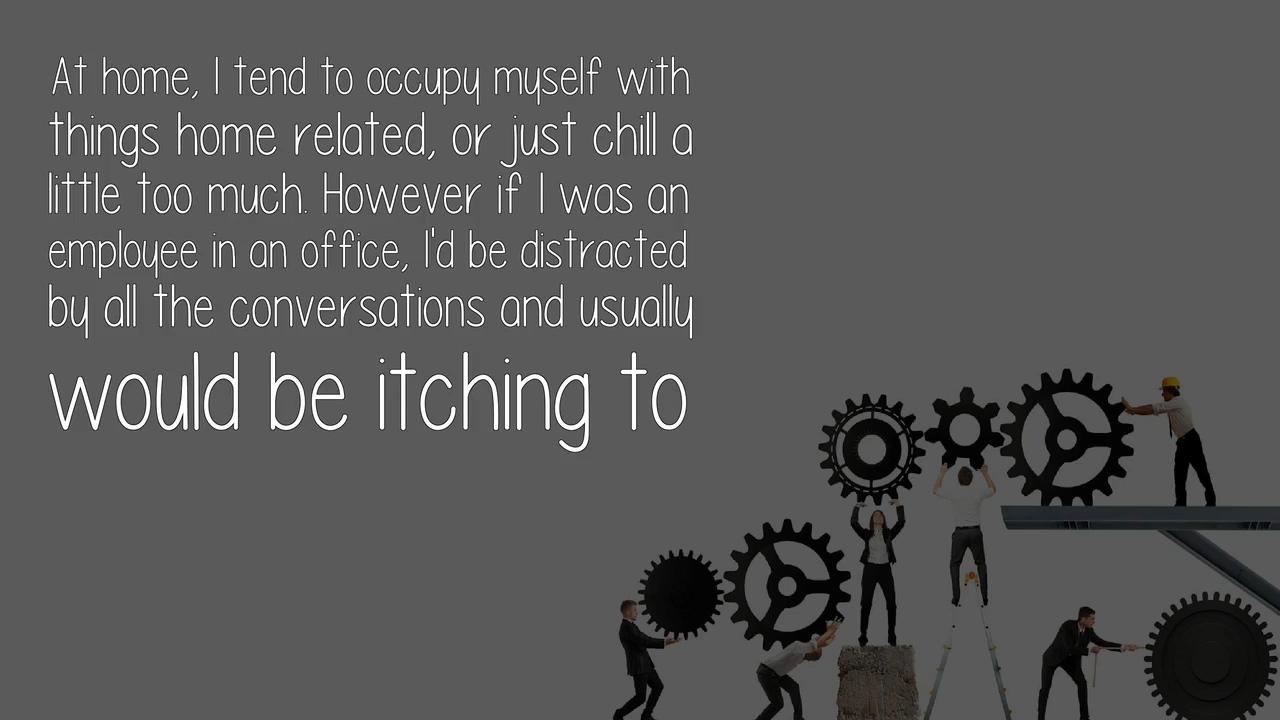 At home, I tend to occupy myself with
things home related, or just chill a
little too much. However if I was an
employee in an office, I'd be distracted
by all the conversations and usually
would be itching to